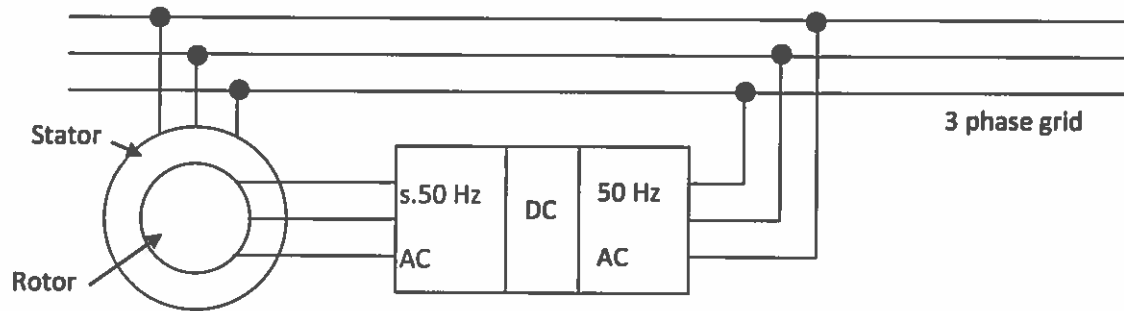 3 phase grid
Stator
s.50 Hz
DC
50 Hz
AC
AC
Rotor